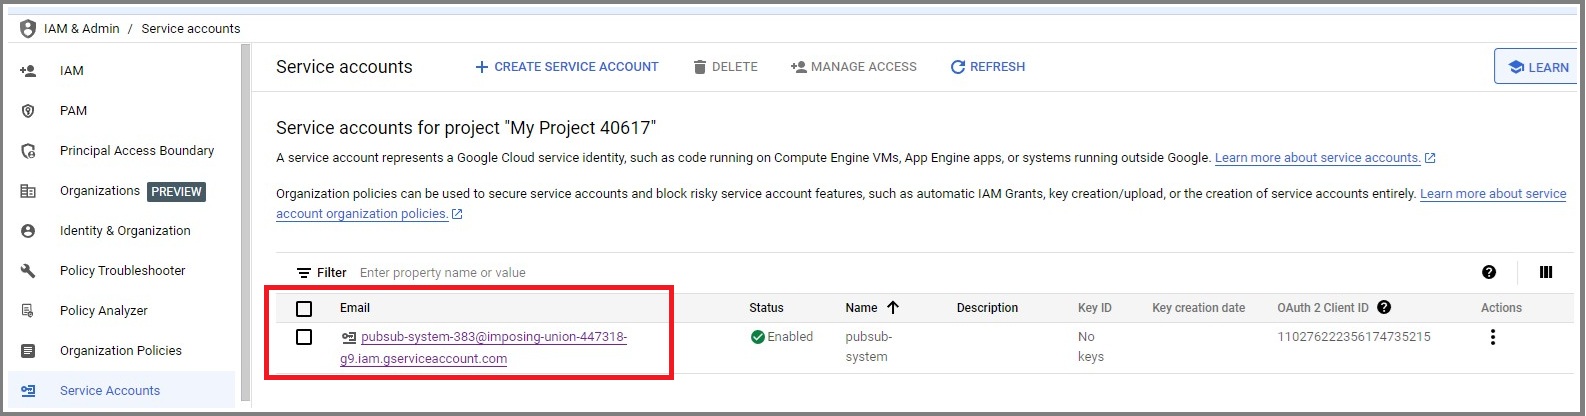 IAM & Admin / Service accounts
IAM
PAM
Principal Access Boundary
Organizations PREVIEW
Identity & Organization
Policy Troubleshooter
Policy Analyzer
Organization Policies
Service Accounts
Service accounts + CREATE SERVICE ACCOUNT DELETE MANAGE ACCESS REFRESH LEARN
Service accounts for project "My Project 40617"
A service account represents a Google Cloud service identity, such as code running on Compute Engine VMs, App Engine apps, or systems running outside Google. Learn more about service accounts.
Organization policies can be used to secure service accounts and block risky service account features, such as automatic IAM Grants, key creation/upload, or the creation of service accounts entirely. Learn more about service
account organization policies.
Filter Enter property name or value
Email Status Name Description Key ID Key creation date OAuth 2 Client ID Actions
pubsub-system-383@imposing-union-447318- Enabled pubsub- No 110276222356174735215
g9.iam.gserviceaccount.com system keys